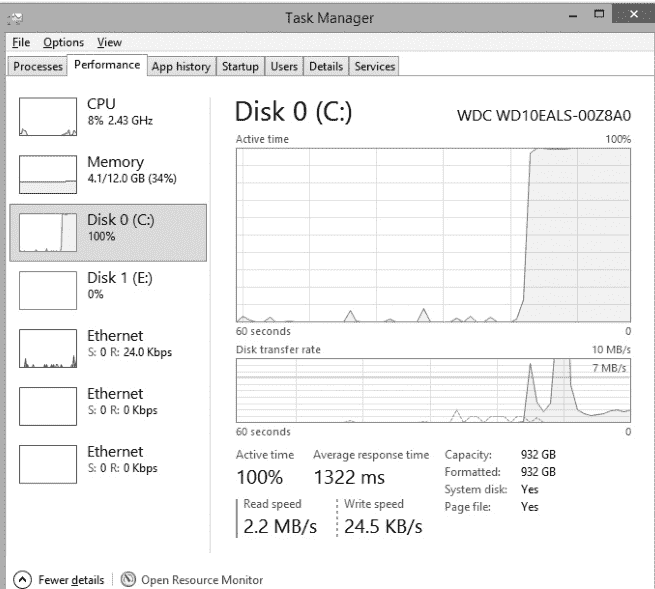 Task Manager
File Options View
Processes Performance App history Startup Users Details Services
CPU
8% 2.43 GHz
Memory
4.1/12.0 GB (34%)
Disk 0 (C:)
100%
Disk 1 (E:)
0%
Ethernet
S: 0 R: 24.0 Kbps
Ethernet
S: 0 R: 0 Kbps
Ethernet
S: 0 R: 0 Kbps
Disk 0 (C:) WDC WD10EALS-00Z8A0
Active time 100%
60 seconds 0
Disk transfer rate 10 MB/s
7 MB/s
60 seconds 0
Active time Average response time
100% 1322 ms
Read speed Write speed
2.2 MB/s 24.5 KB/s
Capacity: 932 GB
Formatted: 932 GB
System disk: Yes
Page file: Yes
Fewer details Open Resource Monitor